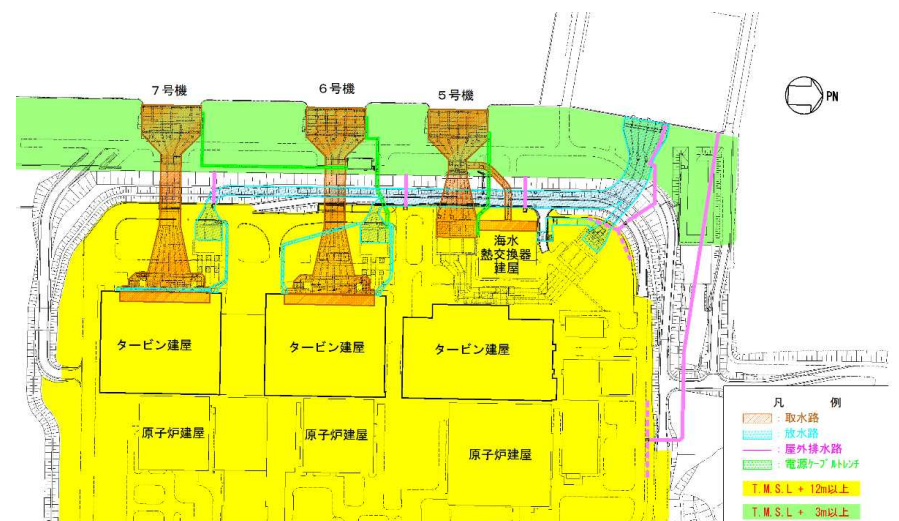 7号機
6号機
5号機
PN
海水
熱交換器
建屋
タービン建屋
タービン建屋
タービン建屋
原子炉建屋
原子炉建屋
原子炉建屋
凡 例
:取水路
:放水路
:屋外排水路
:電源ケーブルトレンチ
T.M.S.L + 12m以上
T.M.S.L + 3m以上